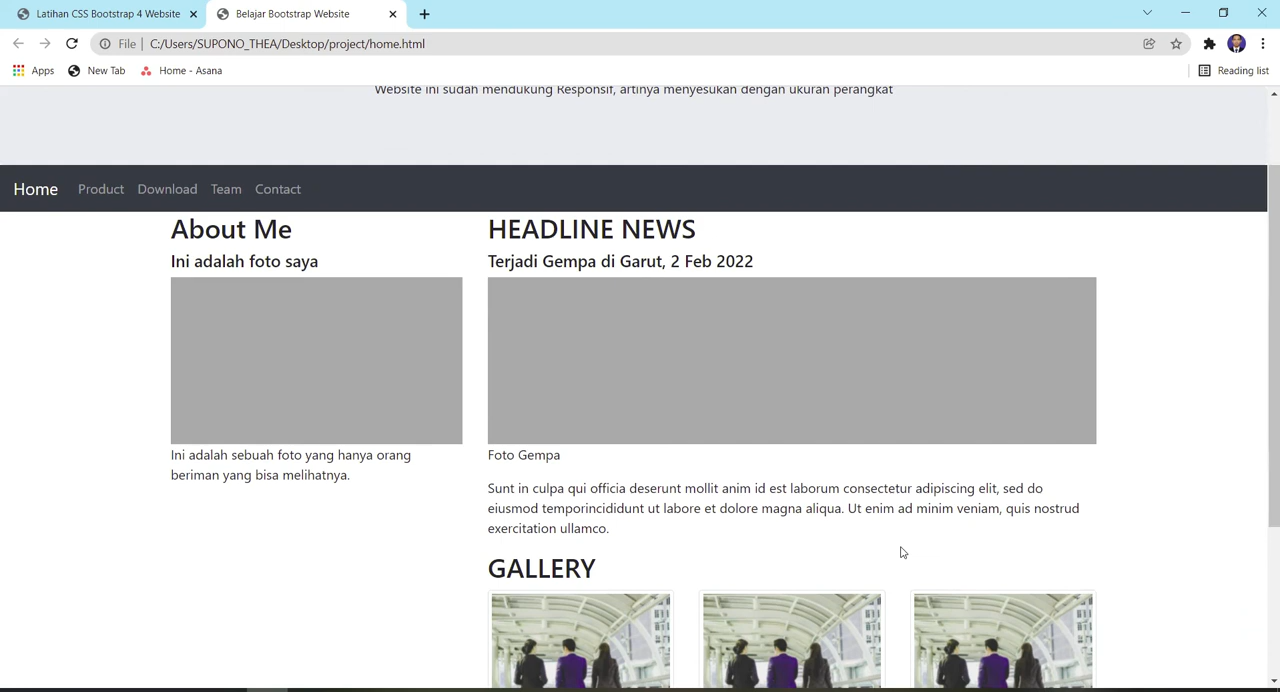 Latihan CSS Bootstrap 4 Website
Belajar Bootstrap Website
File
C:/Users/SUPONO_THEA/Desktop/project/home.html
Apps
New Tab
Home - Asana
Reading list
Website ini sudah mendukung Responsif, artinya menyesukan dengan ukuran perangkat
Home Product Download Team Contact
About Me
Ini adalah foto saya
Ini adalah sebuah foto yang hanya orang
beriman yang bisa melihatnya.
HEADLINE NEWS
Terjadi Gempa di Garut, 2 Feb 2022
Foto Gempa
Sunt in culpa qui officia deserunt mollit anim id est laborum consectetur adipiscing elit, sed do
eiusmod temporincididunt ut labore et dolore magna aliqua. Ut enim ad minim veniam, quis nostrud
exercitation ullamco.
GALLERY